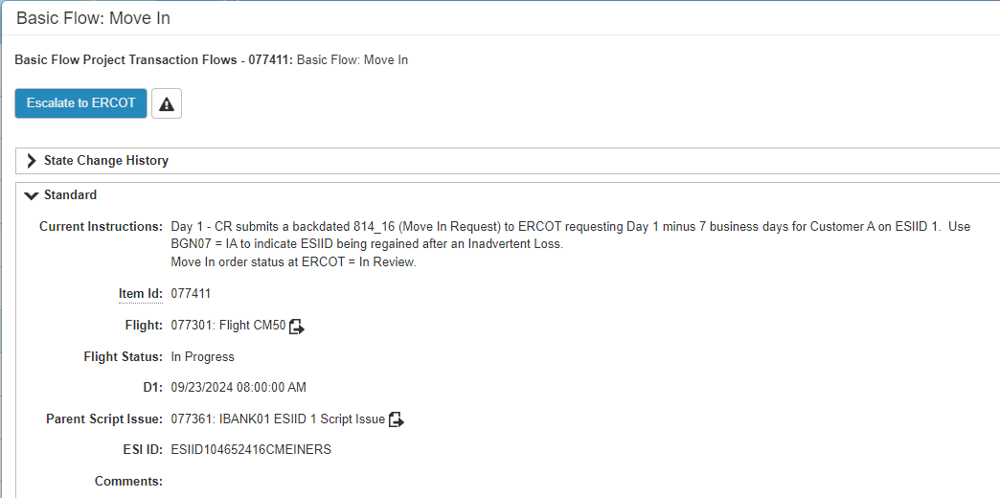 Basic Flow: Move In
Basic Flow Project Transaction Flows - 077411: Basic Flow: Move In
Escalate to ERCOT
State Change History
Standard
Current Instructions: Day 1 - CR submits a backdated 814_16 (Move In Request) to ERCOT requesting Day 1 minus 7 business days for Customer A on ESIID 1.  Use
BGN07 = IA to indicate ESIID being regained after an Inadvertent Loss.
Move In order status at ERCOT = In Review.
Item Id: 077411
Flight: 077301: Flight CM50
Flight Status: In Progress
D1: 09/23/2024 08:00:00 AM
Parent Script Issue: 077361: IBANK01 ESIID 1 Script Issue
ESI ID: ESIID104652416CMEINERS
Comments: